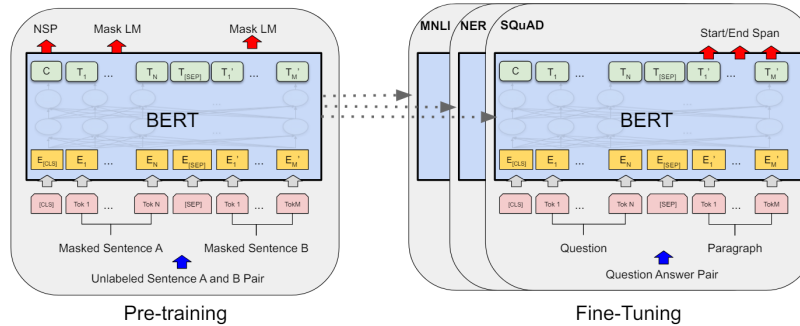 NSP Mask LM Mask LM
C T1 ... TN T[SEP] T1' ... TM'
BERT
E[CLS] E1 ... EN E[SEP] E1' ... EM'
[CLS] Tok 1 ... Tok N [SEP] Tok 1 ... TokM
Masked Sentence A Masked Sentence B
Unlabeled Sentence A and B Pair
Pre-training
MNLI NER SQuAD
Start/End Span
C T1 ... TN T[SEP] T1' ... TM'
BERT
E[CLS] E1 ... EN E[SEP] E1' ... EM'
[CLS] Tok 1 ... Tok N [SEP] Tok 1 ... TokM
Question Paragraph
Question Answer Pair
Fine-Tuning